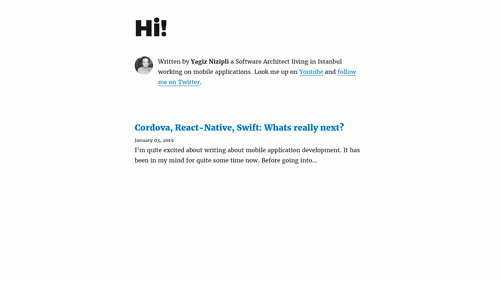 Hi!
Written by Yagiz Nizipli a Software Architect living in Istanbul
working on mobile applications. Look me up on Youtube and follow
me on Twitter.
Cordova, React-Native, Swift: Whats really next?
January 03, 2019
I'm quite excited about writing about mobile application development. It has
been in my mind for quite some time now. Before going into...